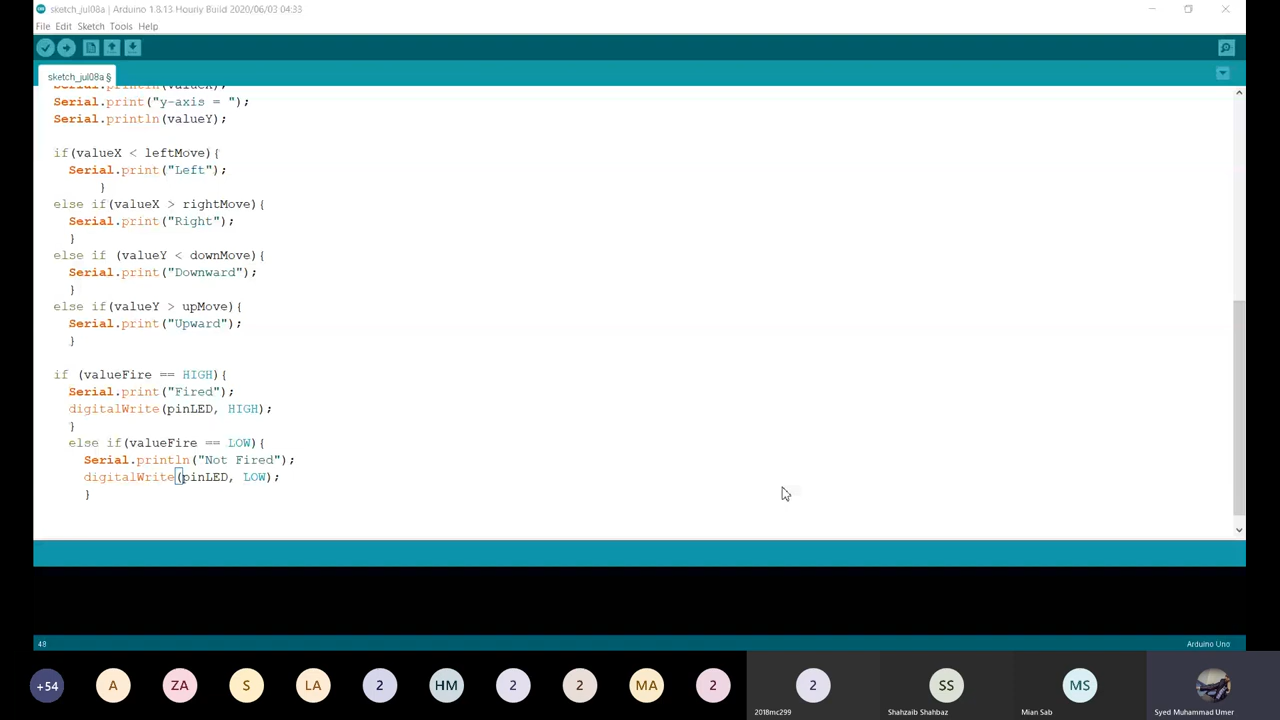 sketch_jul08a | Arduino 1.8.13 Hourly Build 2020/06/03 04:33
File Edit Sketch Tools Help
sketch_jul08a §
Serial.println(valueX);
Serial.print("y-axis = ");
Serial.println(valueY);
if(valueX < leftMove){
Serial.print("Left");
}
else if(valueX > rightMove){
Serial.print("Right");
}
else if (valueY < downMove){
Serial.print("Downward");
}
else if(valueY > upMove){
Serial.print("Upward");
}
if (valueFire == HIGH){
Serial.print("Fired");
digitalWrite(pinLED, HIGH);
}
else if(valueFire == LOW){
Serial.println("Not Fired");
digitalWrite(pinLED, LOW);
}
48 Arduino Uno
+54 A ZA S LA 2 HM 2 2 MA 2 2 SS MS
2018mc299 Shahzaib Shahbaz Mian Sab Syed Muhammad Umer